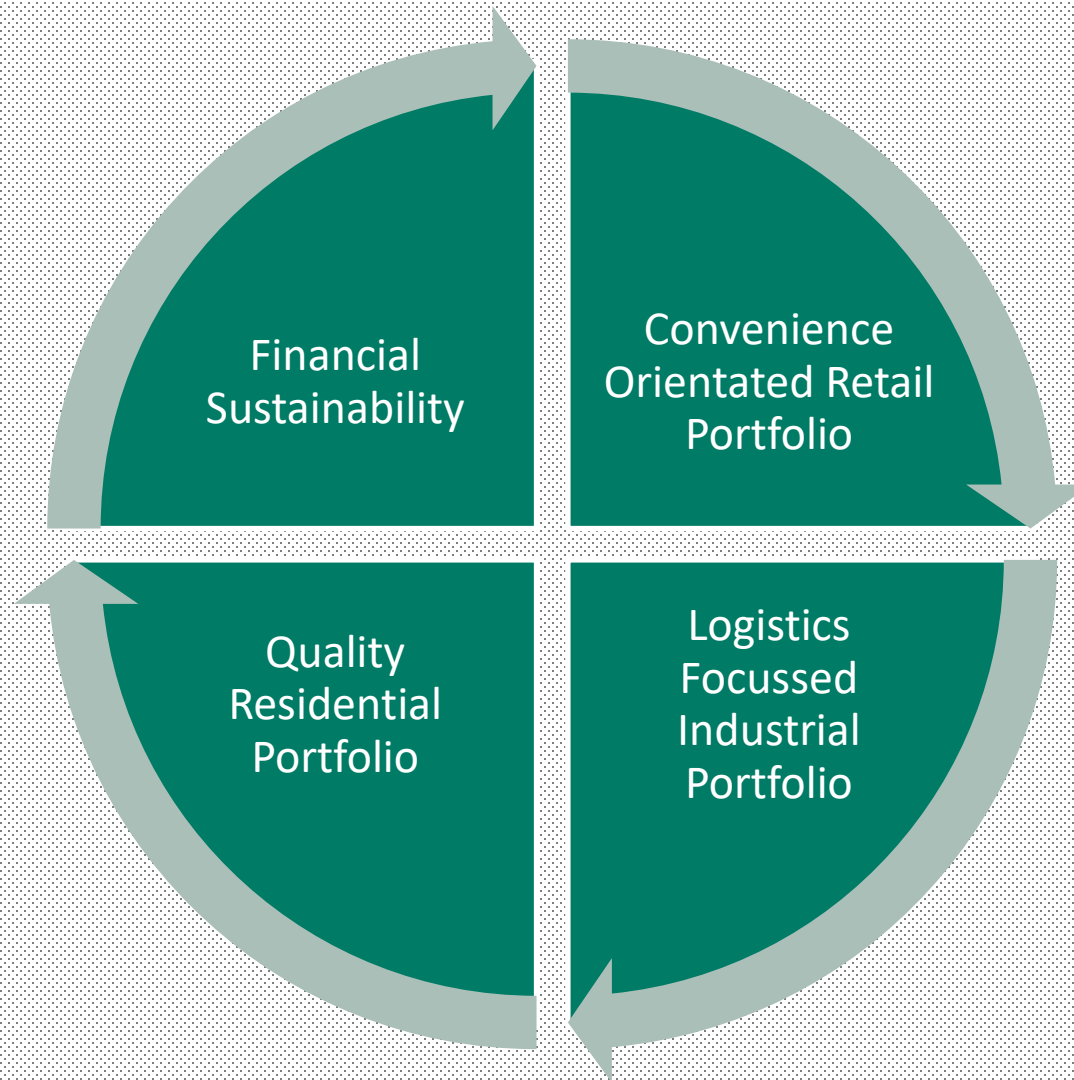 Financial
Sustainability
Convenience
Orientated Retail
Portfolio
Quality
Residential
Portfolio
Logistics
Focussed
Industrial
Portfolio